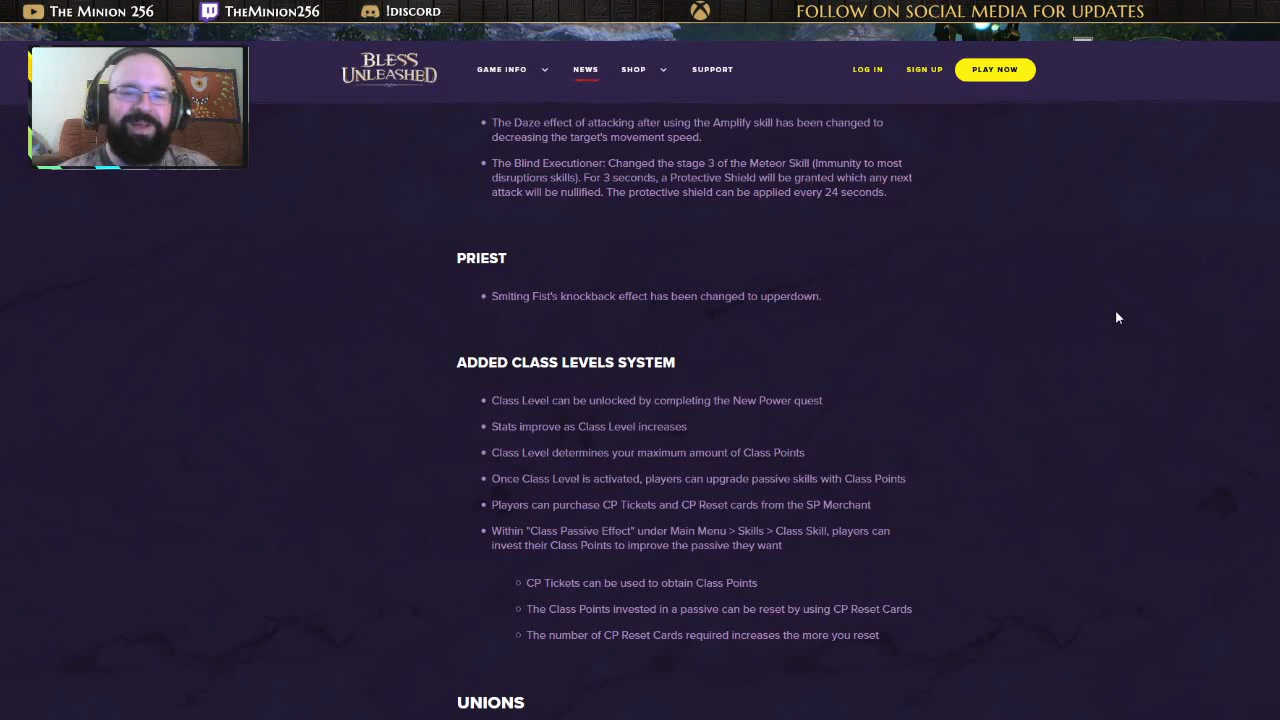 The Minion 256
TheMinion256
!DISCORD
FOLLOW ON SOCIAL MEDIA FOR UPDATES
BLESS
UNLEASHED
GAME INFO
NEWS
SHOP
SUPPORT
LOG IN
SIGN UP
PLAY NOW
• The Daze effect of attacking after using the Amplify skill has been changed to
decreasing the target's movement speed.
• The Blind Executioner: Changed the stage 3 of the Meteor Skill (Immunity to most
disruptions skills). For 3 seconds, a Protective Shield will be granted which any next
attack will be nullified. The protective shield can be applied every 24 seconds.
PRIEST
• Smiting Fist's knockback effect has been changed to upperdown.
ADDED CLASS LEVELS SYSTEM
• Class Level can be unlocked by completing the New Power quest
• Stats improve as Class Level increases
• Class Level determines your maximum amount of Class Points
• Once Class Level is activated, players can upgrade passive skills with Class Points
• Players can purchase CP Tickets and CP Reset cards from the SP Merchant
• Within "Class Passive Effect" under Main Menu > Skills > Class Skill, players can
invest their Class Points to improve the passive they want
○ CP Tickets can be used to obtain Class Points
○ The Class Points invested in a passive can be reset by using CP Reset Cards
○ The number of CP Reset Cards required increases the more you reset
UNIONS